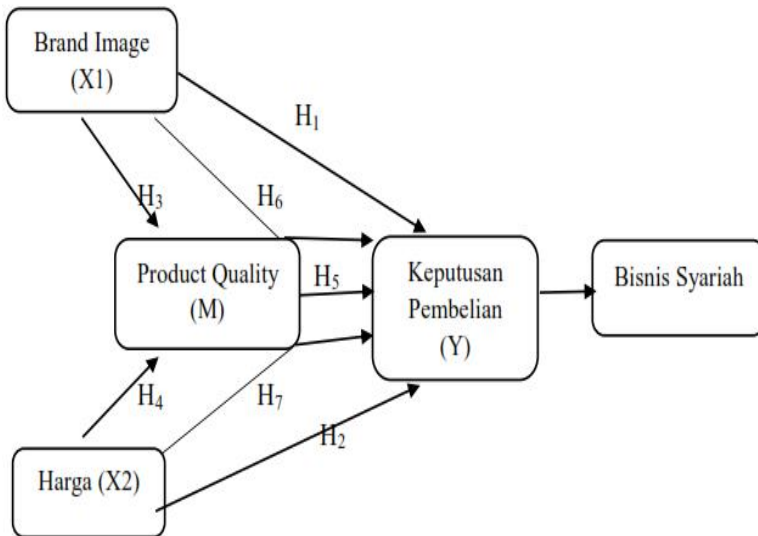 Brand Image
(X1)
H₁
H₃
H₆
Product Quality
(M)
H₅
Keputusan
Pembelian
(Y)
Bisnis Syariah
H₄
H₇
H₂
Harga (X2)